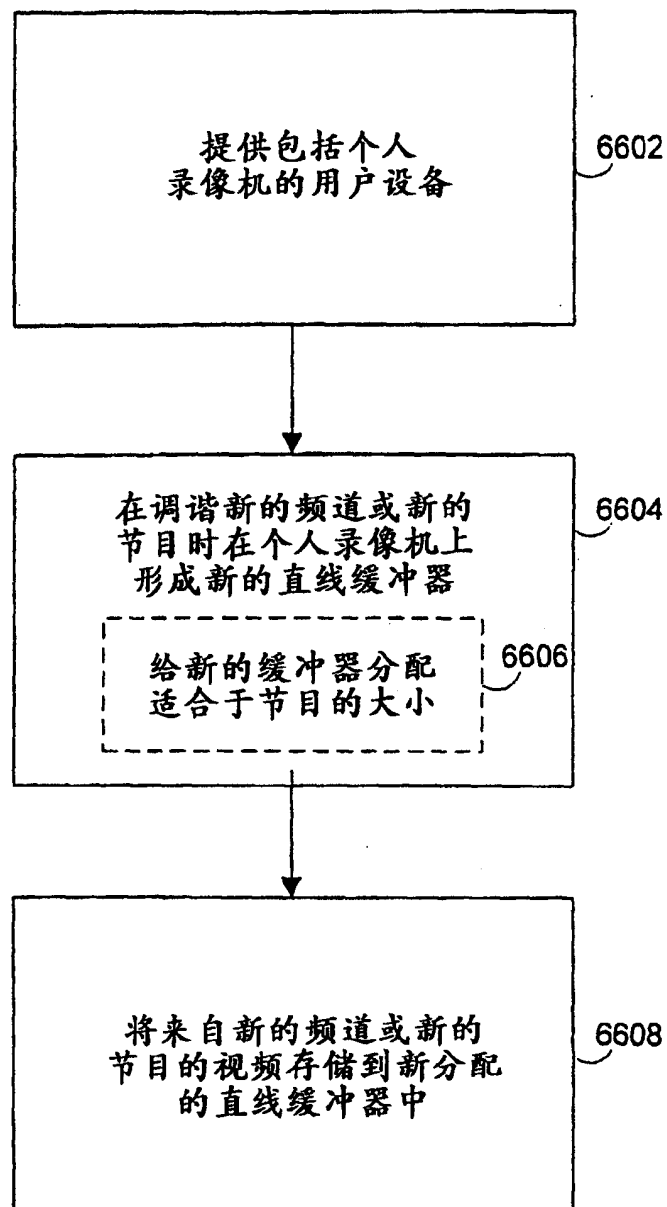 提供包括个人
录像机的用户设备
6602
在调谐新的频道或新的
节目时在个人录像机上
形成新的直线缓冲器
6604
给新的缓冲器分配
适合于节目的大小
6606
将来自新的频道或新的
节目的视频存储到新分配
的直线缓冲器中
6608